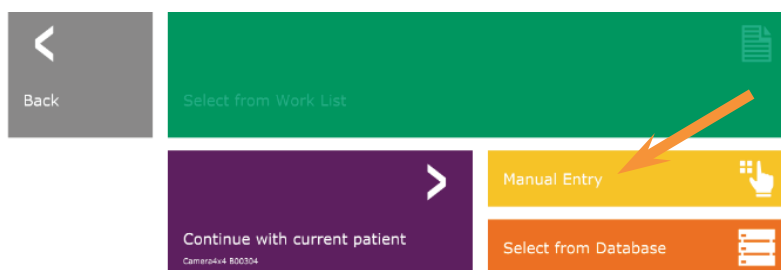 Back
Select from Work List
Manual Entry
Continue with current patient
Camera4x4 B00304
Select from Database